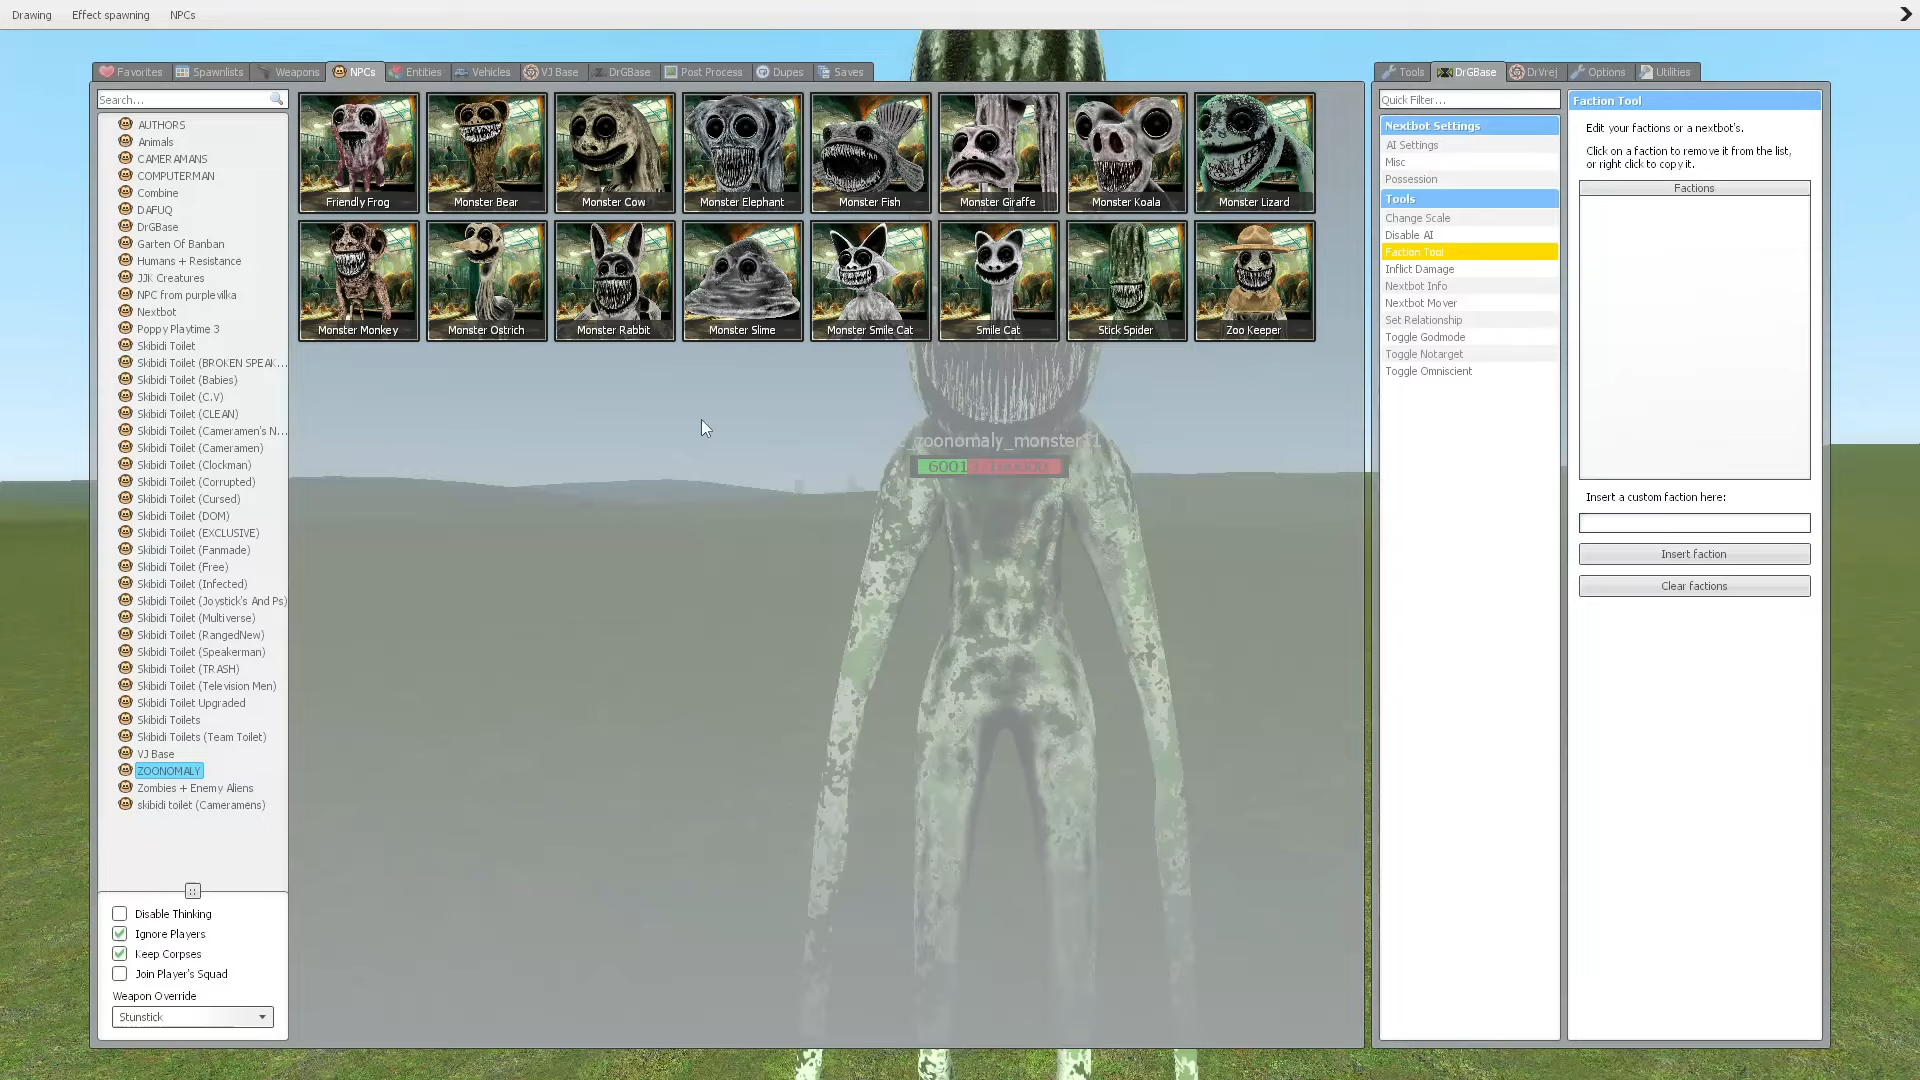 Drawing
Effect spawning
NPCs
Favorites
Spawnlists
Weapons
NPCs
Entities
Vehicles
VJ Base
DrGBase
Post Process
Dupes
Saves
Search...
AUTHORS
Animals
CAMERAMANS
COMPUTERMAN
Combine
DAFUQ
DrGBase
Garten Of Banban
Humans + Resistance
JJK Creatures
NPC from purplevilka
Nextbot
Poppy Playtime 3
Skibidi Toilet
Skibidi Toilet (BROKEN SPEAK...
Skibidi Toilet (Babies)
Skibidi Toilet (C.V)
Skibidi Toilet (CLEAN)
Skibidi Toilet (Cameramen's N...
Skibidi Toilet (Cameramen)
Skibidi Toilet (Clockman)
Skibidi Toilet (Corrupted)
Skibidi Toilet (Cursed)
Skibidi Toilet (DOM)
Skibidi Toilet (EXCLUSIVE)
Skibidi Toilet (Fanmade)
Skibidi Toilet (Free)
Skibidi Toilet (Infected)
Skibidi Toilet (Joystick's And Ps)
Skibidi Toilet (Multiverse)
Skibidi Toilet (RangedNew)
Skibidi Toilet (Speakerman)
Skibidi Toilet (TRASH)
Skibidi Toilet (Television Men)
Skibidi Toilet Upgraded
Skibidi Toilets
Skibidi Toilets (Team Toilet)
VJ Base
ZOONOMALY
Zombies + Enemy Aliens
skibidi toilet (Cameramens)
Disable Thinking
Ignore Players
Keep Corpses
Join Player's Squad
Weapon Override
Stunstick
Friendly Frog
Monster Bear
Monster Cow
Monster Elephant
Monster Fish
Monster Giraffe
Monster Koala
Monster Lizard
Monster Monkey
Monster Ostrich
Monster Rabbit
Monster Slime
Monster Smile Cat
Smile Cat
Stick Spider
Zoo Keeper
Tools
DrGBase
DrVrej
Options
Utilities
Quick Filter...
Nextbot Settings
AI Settings
Misc
Possession
Tools
Change Scale
Disable AI
Faction Tool
Inflict Damage
Nextbot Info
Nextbot Mover
Set Relationship
Toggle Godmode
Toggle Notarget
Toggle Omniscient
Faction Tool
Edit your factions or a nextbot's.
Click on a faction to remove it from the list,
or right click to copy it.
Factions
Insert a custom faction here:
Insert faction
Clear factions